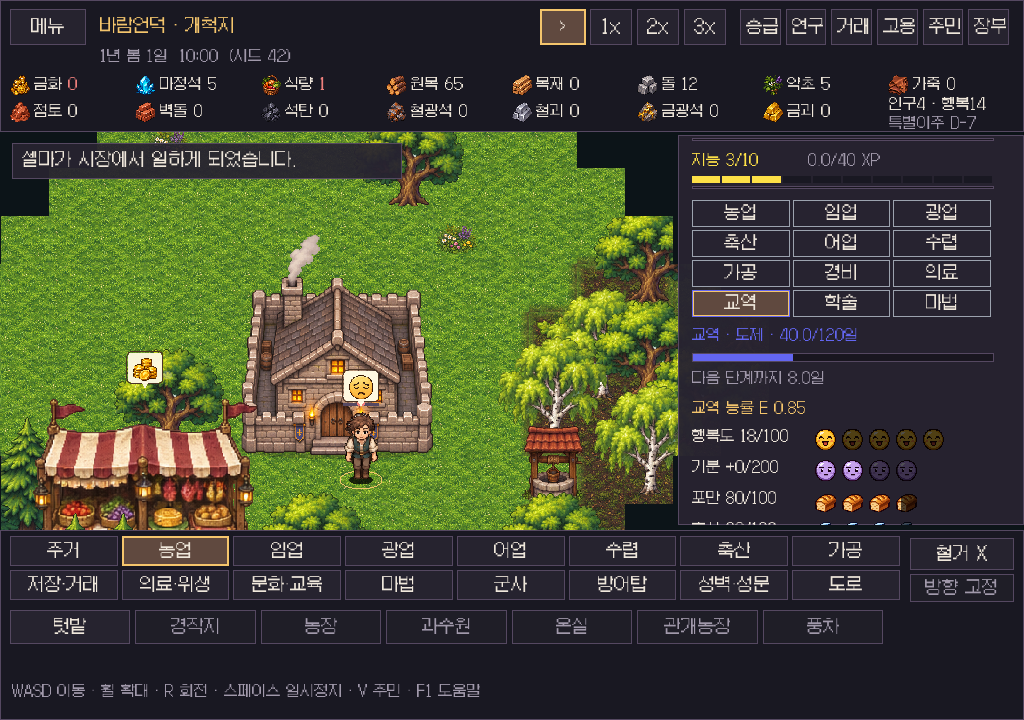 메뉴
바람언덕 · 개척지
1년 봄 1일 10:00 (시드 42)
> 1x 2x 3x 승급 연구 거래 고용 주민 장부
금화 0 마정석 5 식량 1 원목 65 목재 0 돌 12 약초 5 가죽 0
점토 0 벽돌 0 석탄 0 철광석 0 철괴 0 금광석 0 금괴 0
인구4 · 행복14
특별이주 D-7
셀마가 시장에서 일하게 되었습니다.
지능 3/10 0.0/40 XP
농업 임업 광업
축산 어업 수렵
가공 경비 의료
교역 학술 마법
교역 · 도제 · 40.0/120일
다음 단계까지 8.0일
교역 능률 E 0.85
행복도 18/100
기분 +0/200
포만 80/100
주거 농업 임업 광업 어업 수렵 축산 가공
저장·거래 의료·위생 문화·교육 마법 군사 방어탑 성벽·성문 도로
철거 X
방향 고정
텃밭 경작지 농장 과수원 온실 관개농장 풍차
WASD 이동 · 휠 확대 · R 회전 · 스페이스 일시정지 · V 주민 · F1 도움말